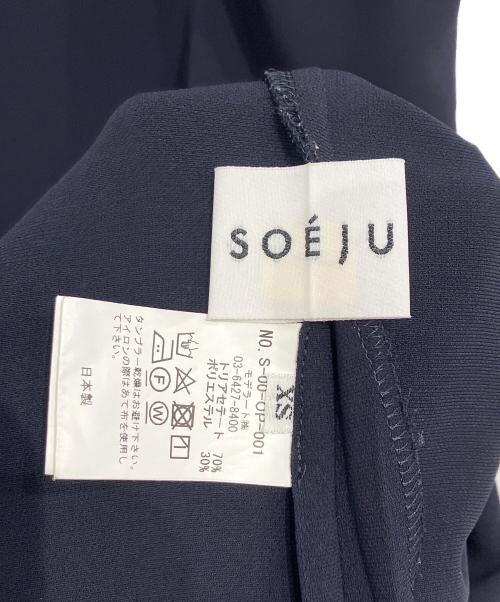 SOÉJU
XS
NO. S-00-OP-001
モデラート㈱
03-6427-8400
トリアセテート 70%
ポリエステル 30%
タンブラー乾燥はお避け下さい。
アイロンの際はあて布を使用し
て下さい。
日本製